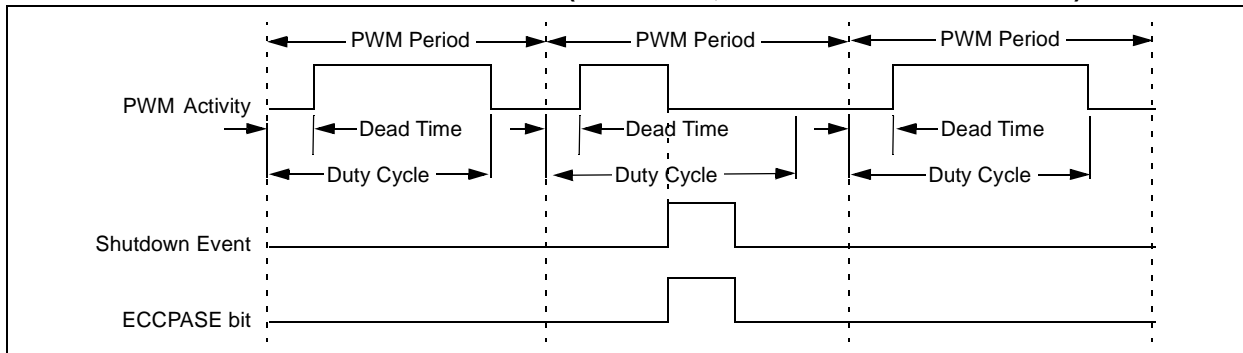 PWM Period PWM Period PWM Period
PWM Activity
Dead Time Dead Time Dead Time
Duty Cycle Duty Cycle Duty Cycle
Shutdown Event
ECCPASE bit